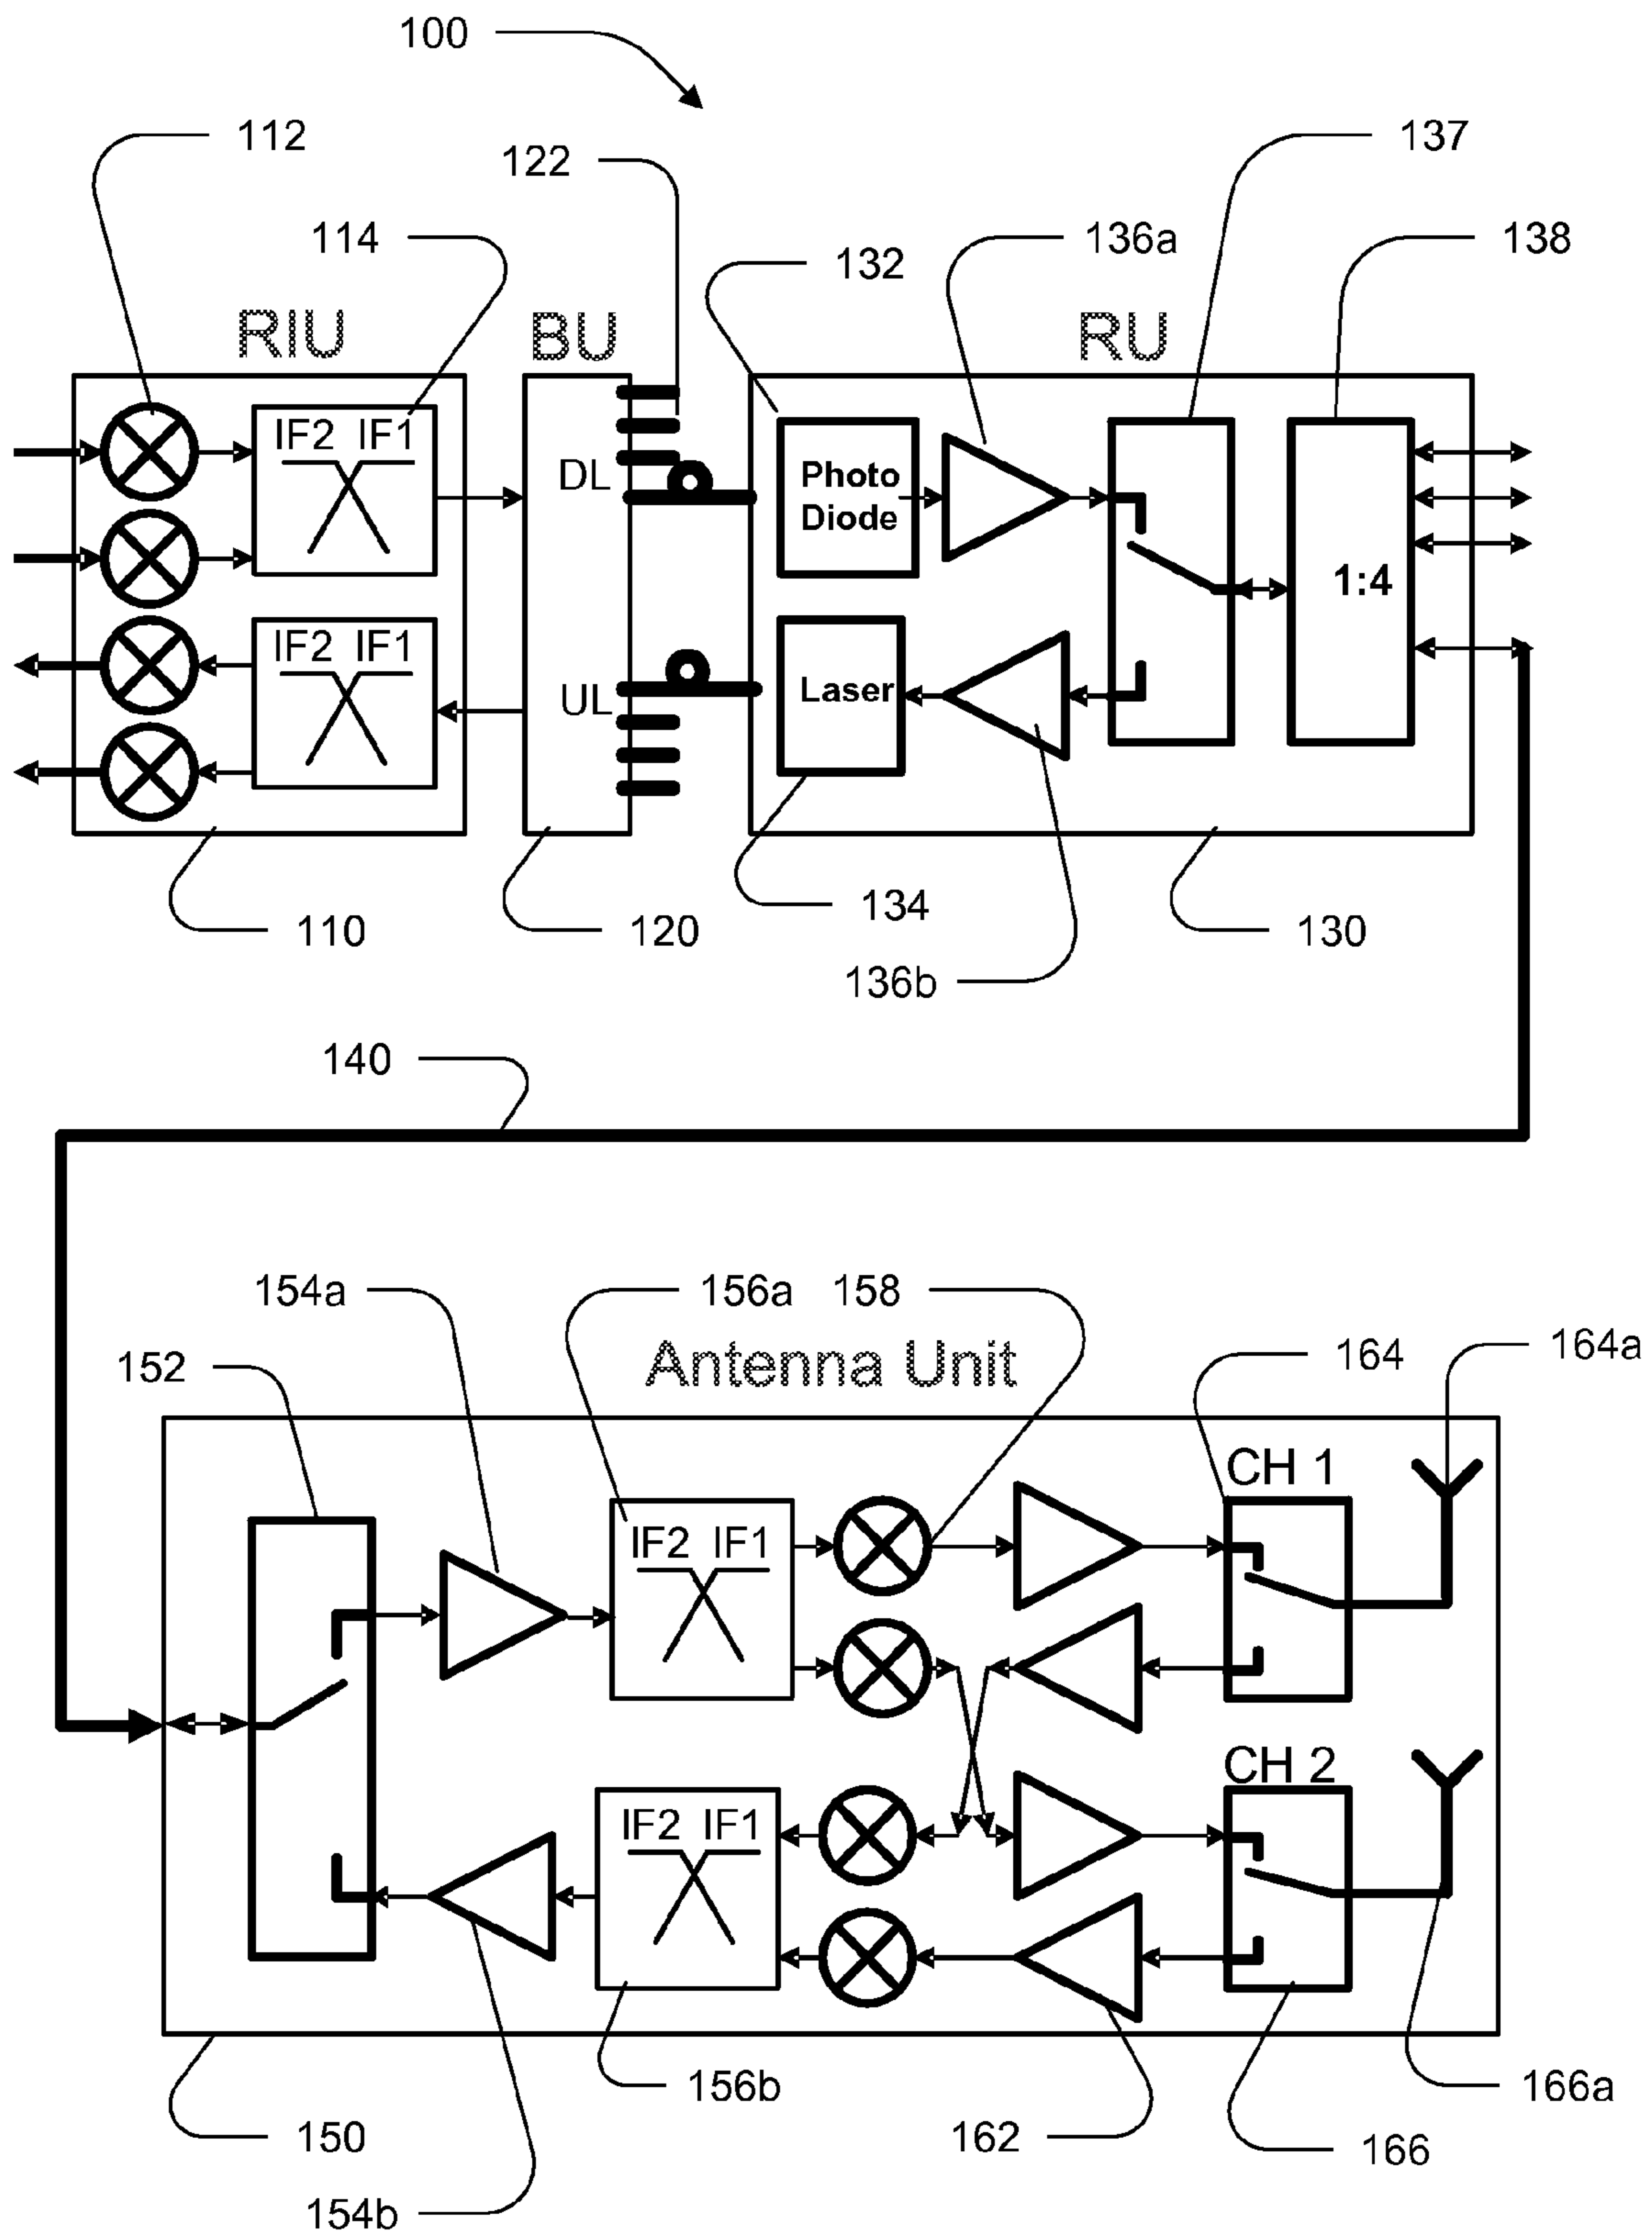 100
112
122
137
114
132
136a
138
RIU
BU
RU
IF2 IF1
DL
Photo
Diode
1:4
IF2 IF1
UL
Laser
110
120
134
130
136b
140
154a
156a
158
152
Antenna Unit
164
164a
CH 1
IF2 IF1
CH 2
IF2 IF1
156b
166a
150
162
166
154b